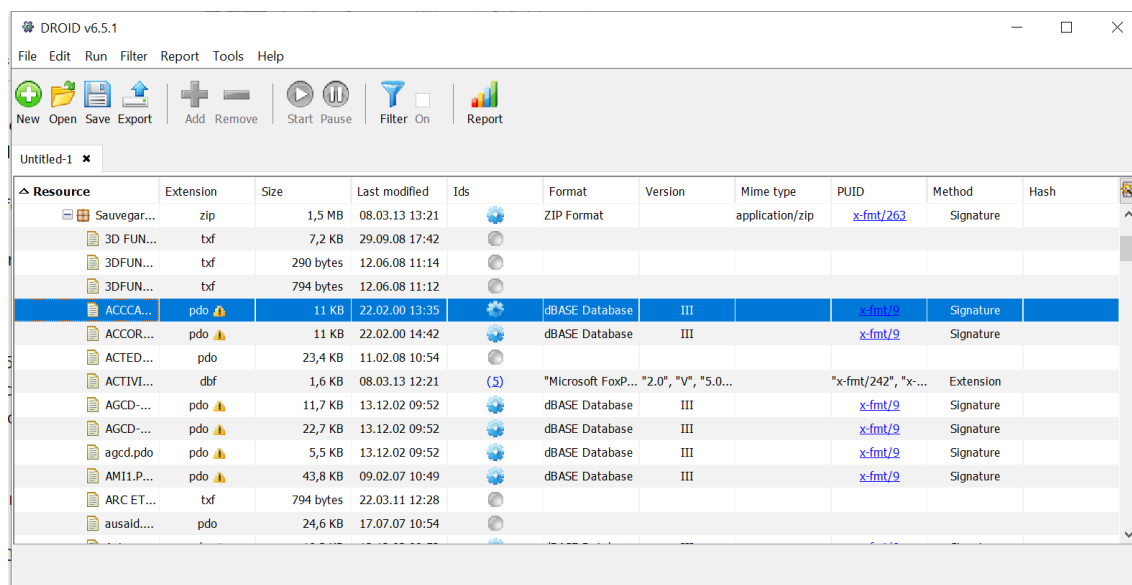 DROID v6.5.1
File Edit Run Filter Report Tools Help
New Open Save Export Add Remove Start Pause Filter On Report
Untitled-1
Resource Extension Size Last modified Ids Format Version Mime type PUID Method Hash
Sauvegar... zip 1,5 MB 08.03.13 13:21 ZIP Format application/zip x-fmt/263 Signature
3D FUN... txf 7,2 KB 29.09.08 17:42
3DFUN... txf 290 bytes 12.06.08 11:14
3DFUN... txf 794 bytes 12.06.08 11:12
ACCCA... pdo 11 KB 22.02.00 13:35 dBASE Database III x-fmt/9 Signature
ACCOR... pdo 11 KB 22.02.00 14:42 dBASE Database III x-fmt/9 Signature
ACTED... pdo 23,4 KB 11.02.08 10:54
ACTIVI... dbf 1,6 KB 08.03.13 12:21 (5) "Microsoft FoxP... "2.0", "V", "5.0... "x-fmt/242", "x-... Extension
AGCD-... pdo 11,7 KB 13.12.02 09:52 dBASE Database III x-fmt/9 Signature
AGCD-... pdo 22,7 KB 13.12.02 09:52 dBASE Database III x-fmt/9 Signature
agcd.pdo pdo 5,5 KB 13.12.02 09:52 dBASE Database III x-fmt/9 Signature
AMI1.P... pdo 43,8 KB 09.02.07 10:49 dBASE Database III x-fmt/9 Signature
ARC ET... txf 794 bytes 22.03.11 12:28
ausaid.... pdo 24,6 KB 17.07.07 10:54